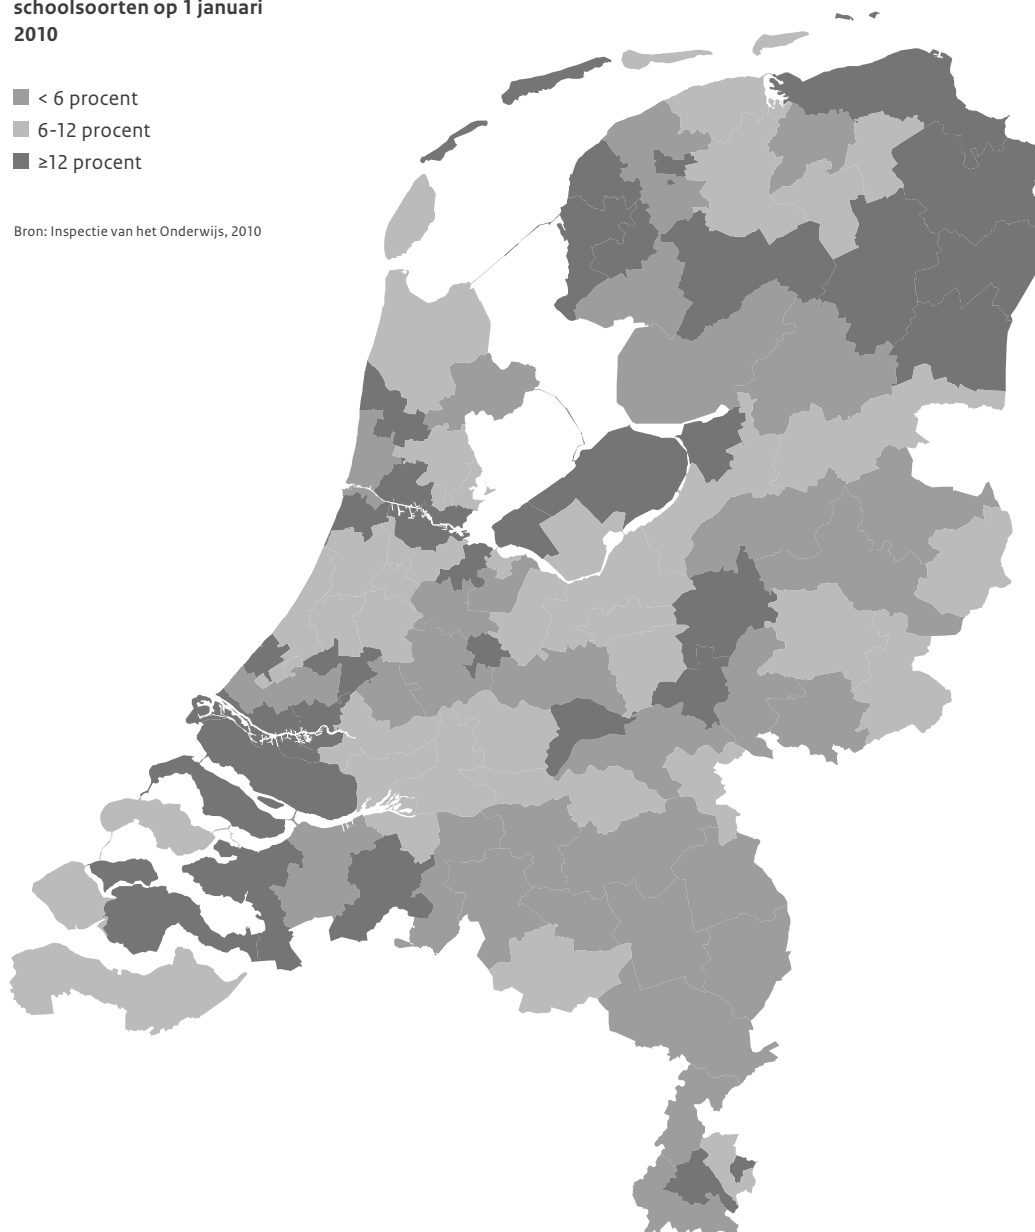 schoolsoorten op 1 januari
2010
< 6 procent
6-12 procent
≥12 procent
Bron: Inspectie van het Onderwijs, 2010